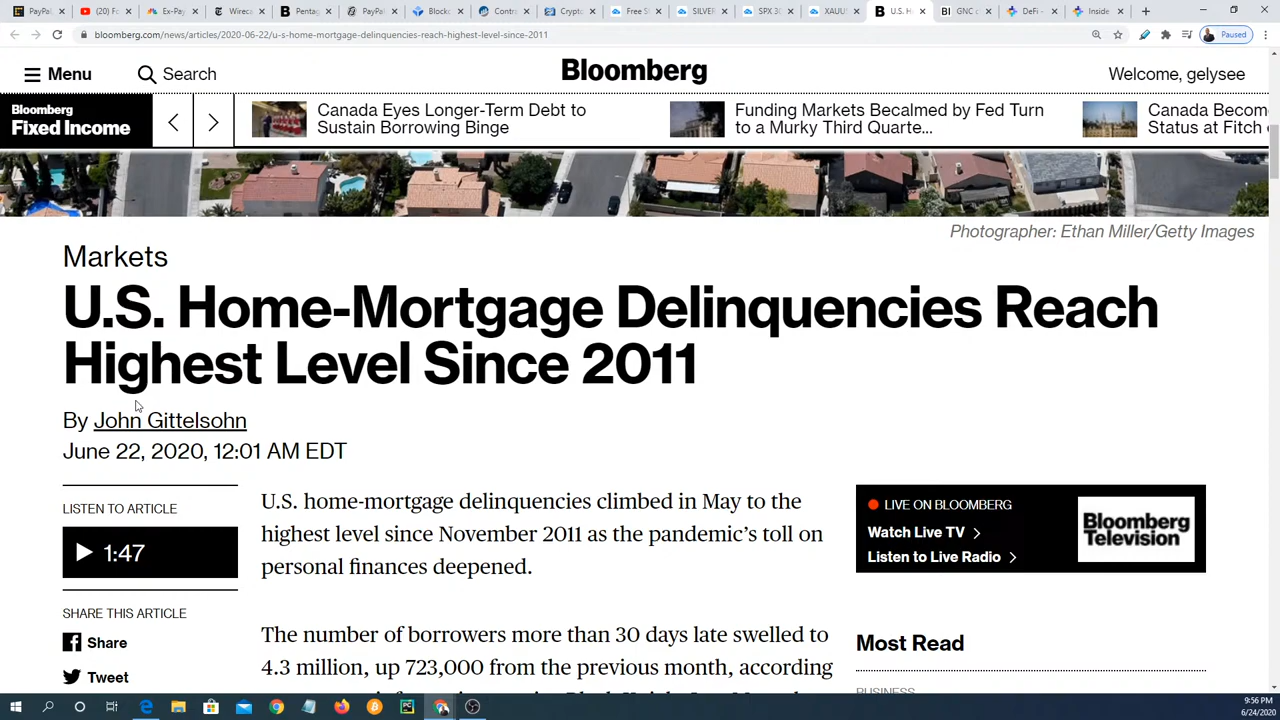 PayPal
(20) Fo
Ex-Pay
Wirec
Pentag
PayPal
Blockc
Contr
Crypto
Free S
SILVER
SPX 30
XAUUS
U.S. H
GNC c
DeFi –
Inside
bloomberg.com/news/articles/2020-06-22/u-s-home-mortgage-delinquencies-reach-highest-level-since-2011
Paused
Menu
Search
Bloomberg
Welcome, gelysee
Bloomberg
Fixed Income
Canada Eyes Longer-Term Debt to
Sustain Borrowing Binge
Funding Markets Becalmed by Fed Turn
to a Murky Third Quarte...
Canada Become
Status at Fitch
Photographer: Ethan Miller/Getty Images
Markets
U.S. Home-Mortgage Delinquencies Reach
Highest Level Since 2011
By John Gittelsohn
June 22, 2020, 12:01 AM EDT
LISTEN TO ARTICLE
1:47
SHARE THIS ARTICLE
Share
Tweet
U.S. home-mortgage delinquencies climbed in May to the
highest level since November 2011 as the pandemic’s toll on
personal finances deepened.
The number of borrowers more than 30 days late swelled to
4.3 million, up 723,000 from the previous month, according
LIVE ON BLOOMBERG
Watch Live TV
Listen to Live Radio
Bloomberg
Television
Most Read
BUSINESS
9:56 PM
6/24/2020